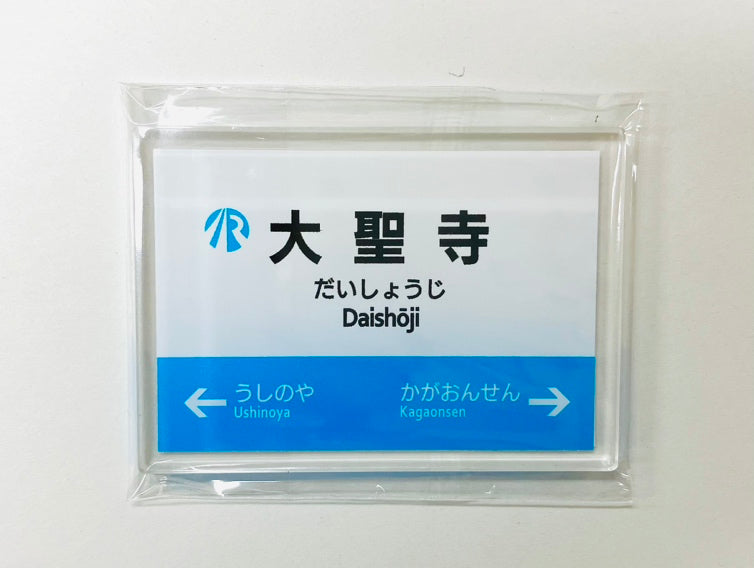 IR 大聖寺
だいしょうじ
Daishōji
← うしのや かがおんせん →
Ushinoya Kagaonsen